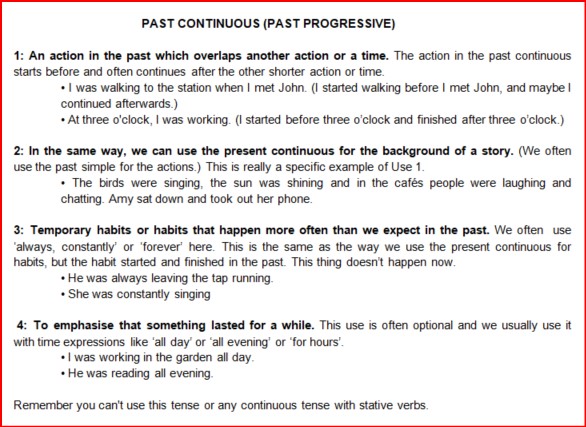 PAST CONTINUOUS (PAST PROGRESSIVE)
1: An action in the past which overlaps another action or a time. The action in the past continuous
starts before and often continues after the other shorter action or time.
• I was walking to the station when I met John. (I started walking before I met John, and maybe I
continued afterwards.)
• At three o'clock, I was working. (I started before three o'clock and finished after three o'clock.)
2: In the same way, we can use the present continuous for the background of a story. (We often
use the past simple for the actions.) This is really a specific example of Use 1.
• The birds were singing, the sun was shining and in the cafés people were laughing and
chatting. Amy sat down and took out her phone.
3: Temporary habits or habits that happen more often than we expect in the past. We often use
'always, constantly' or 'forever' here. This is the same as the way we use the present continuous for
habits, but the habit started and finished in the past. This thing doesn't happen now.
• He was always leaving the tap running.
• She was constantly singing
4: To emphasise that something lasted for a while. This use is often optional and we usually use it
with time expressions like 'all day' or 'all evening' or 'for hours'.
• I was working in the garden all day.
• He was reading all evening.
Remember you can't use this tense or any continuous tense with stative verbs.